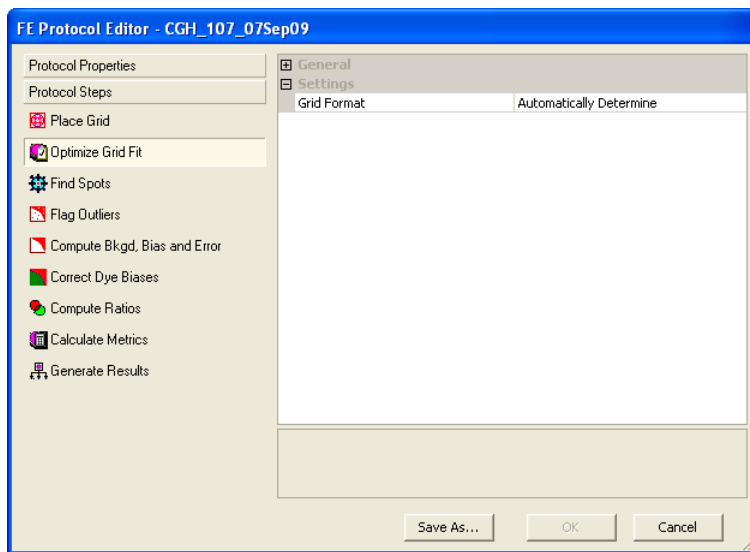 FE Protocol Editor - CGH_107_07Sep09
Protocol Properties
Protocol Steps
Place Grid
Optimize Grid Fit
Find Spots
Flag Outliers
Compute Bkgd, Bias and Error
Correct Dye Biases
Compute Ratios
Calculate Metrics
Generate Results
General
Settings
Grid Format Automatically Determine
Save As... OK Cancel